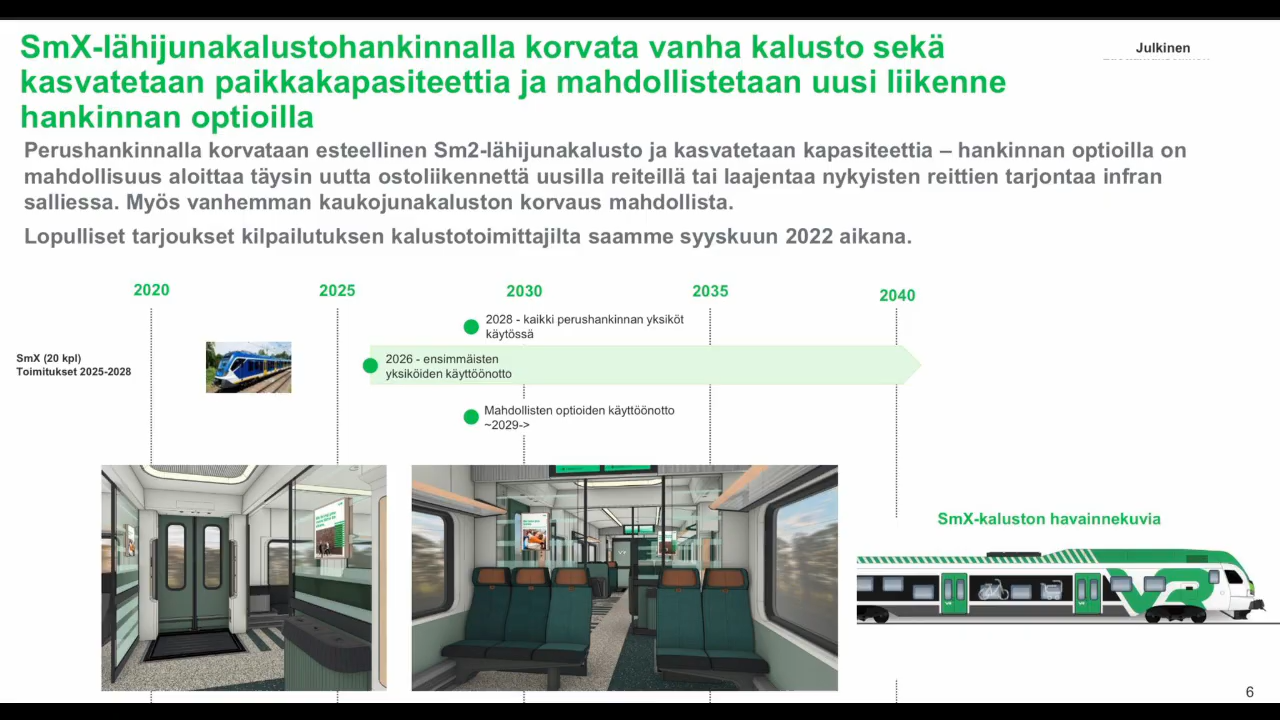 SmX-lähijunakalustohankinnalla korvata vanha kalusto sekä
kasvatetaan paikkakapasiteettia ja mahdollistetaan uusi liikenne
hankinnan optioilla
Julkinen
Perushankinnalla korvataan esteellinen Sm2-lähijunakalusto ja kasvatetaan kapasiteettia – hankinnan optioilla on
mahdollisuus aloittaa täysin uutta ostoliikennettä uusilla reiteillä tai laajentaa nykyisten reittien tarjontaa infran
salliessa. Myös vanhemman kaukojunakaluston korvaus mahdollista.
Lopulliset tarjoukset kilpailutuksen kalustotoimittajilta saamme syyskuun 2022 aikana.
2020
2025
2030
2035
2040
2028 - kaikki perushankinnan yksiköt
käytössä
SmX (20 kpl)
Toimitukset 2025-2028
2026 - ensimmäisten
yksiköiden käyttöönotto
Mahdollisten optioiden käyttöönotto
~2029->
SmX-kaluston havainnekuvia
VR
6